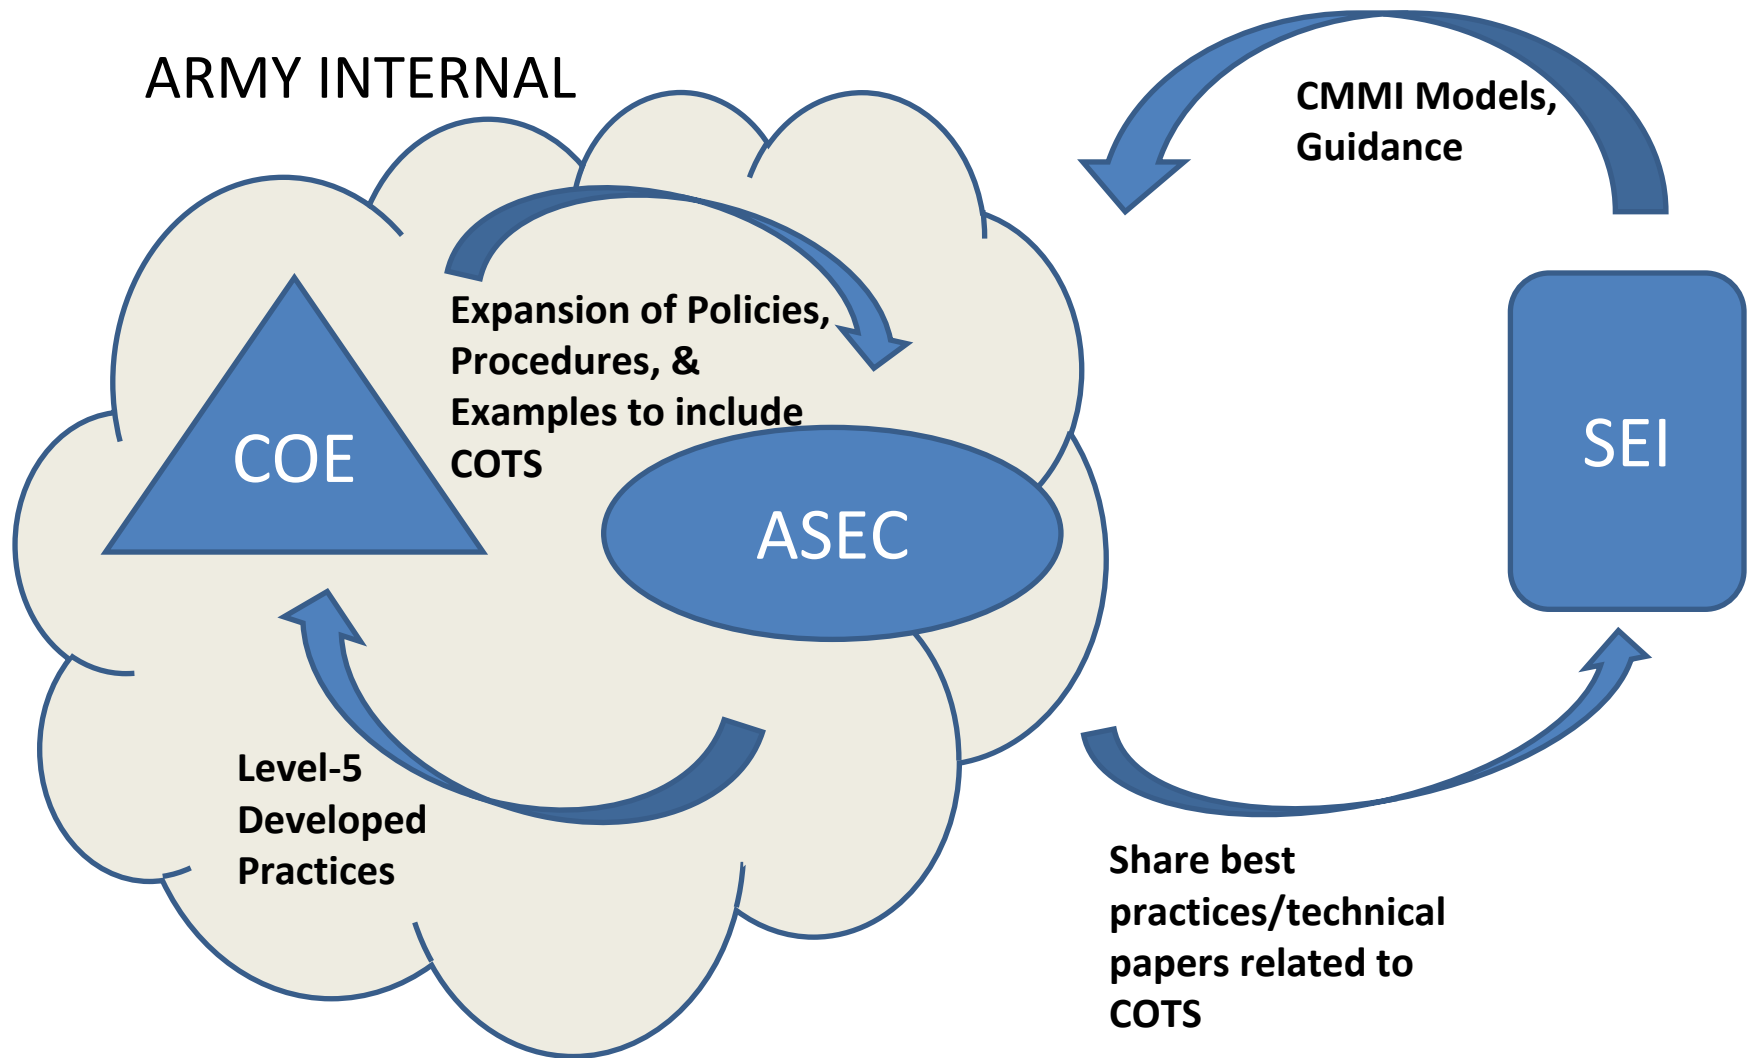 ARMY INTERNAL
CMMI Models,
Guidance
Expansion of Policies,
Procedures, &
Examples to include
COTS
COE
ASEC
SEI
Level-5
Developed
Practices
Share best
practices/technical
papers related to
COTS